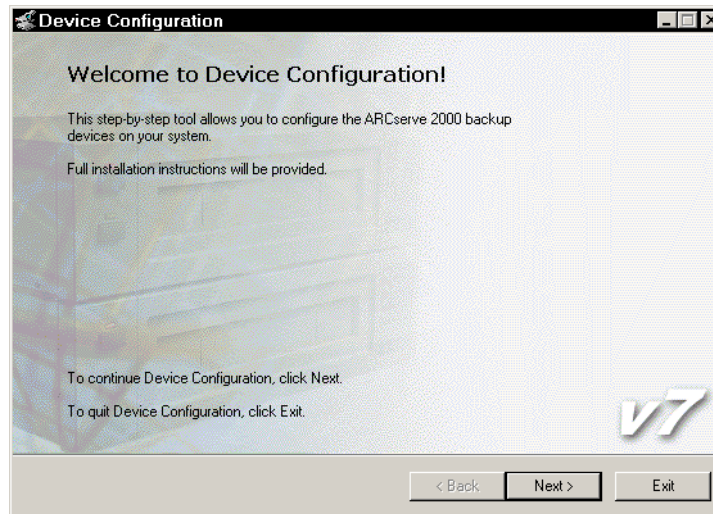 Device Configuration
Welcome to Device Configuration!
This step-by-step tool allows you to configure the ARCserve 2000 backup
devices on your system.
Full installation instructions will be provided.
To continue Device Configuration, click Next.
To quit Device Configuration, click Exit.
v7
< Back
Next >
Exit